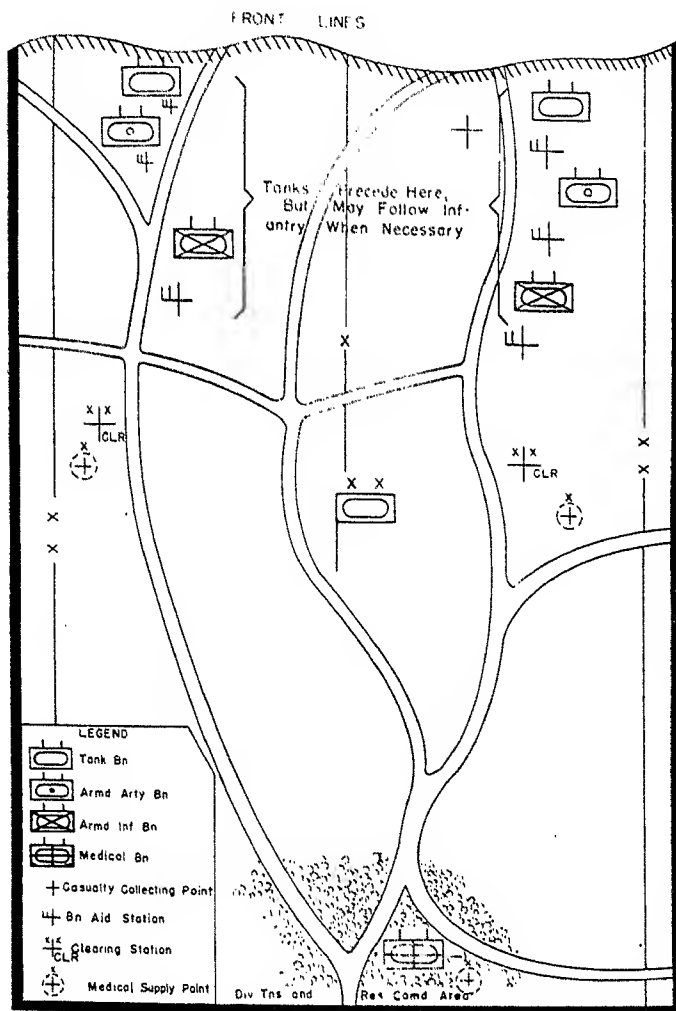 FRONT LINES
Tanks Precede Here,
But May Follow Inf-
antry When Necessary
X
X X
CLR
X
X X
CLR
X
X
X
X X
X
X
LEGEND
Tank Bn
Armd Arty Bn
Armd Inf Bn
Medical Bn
Casualty Collecting Point
Bn Aid Station
X X
CLR
Clearing Station
X
Medical Supply Point
X
Div Tns and Res Comd Area